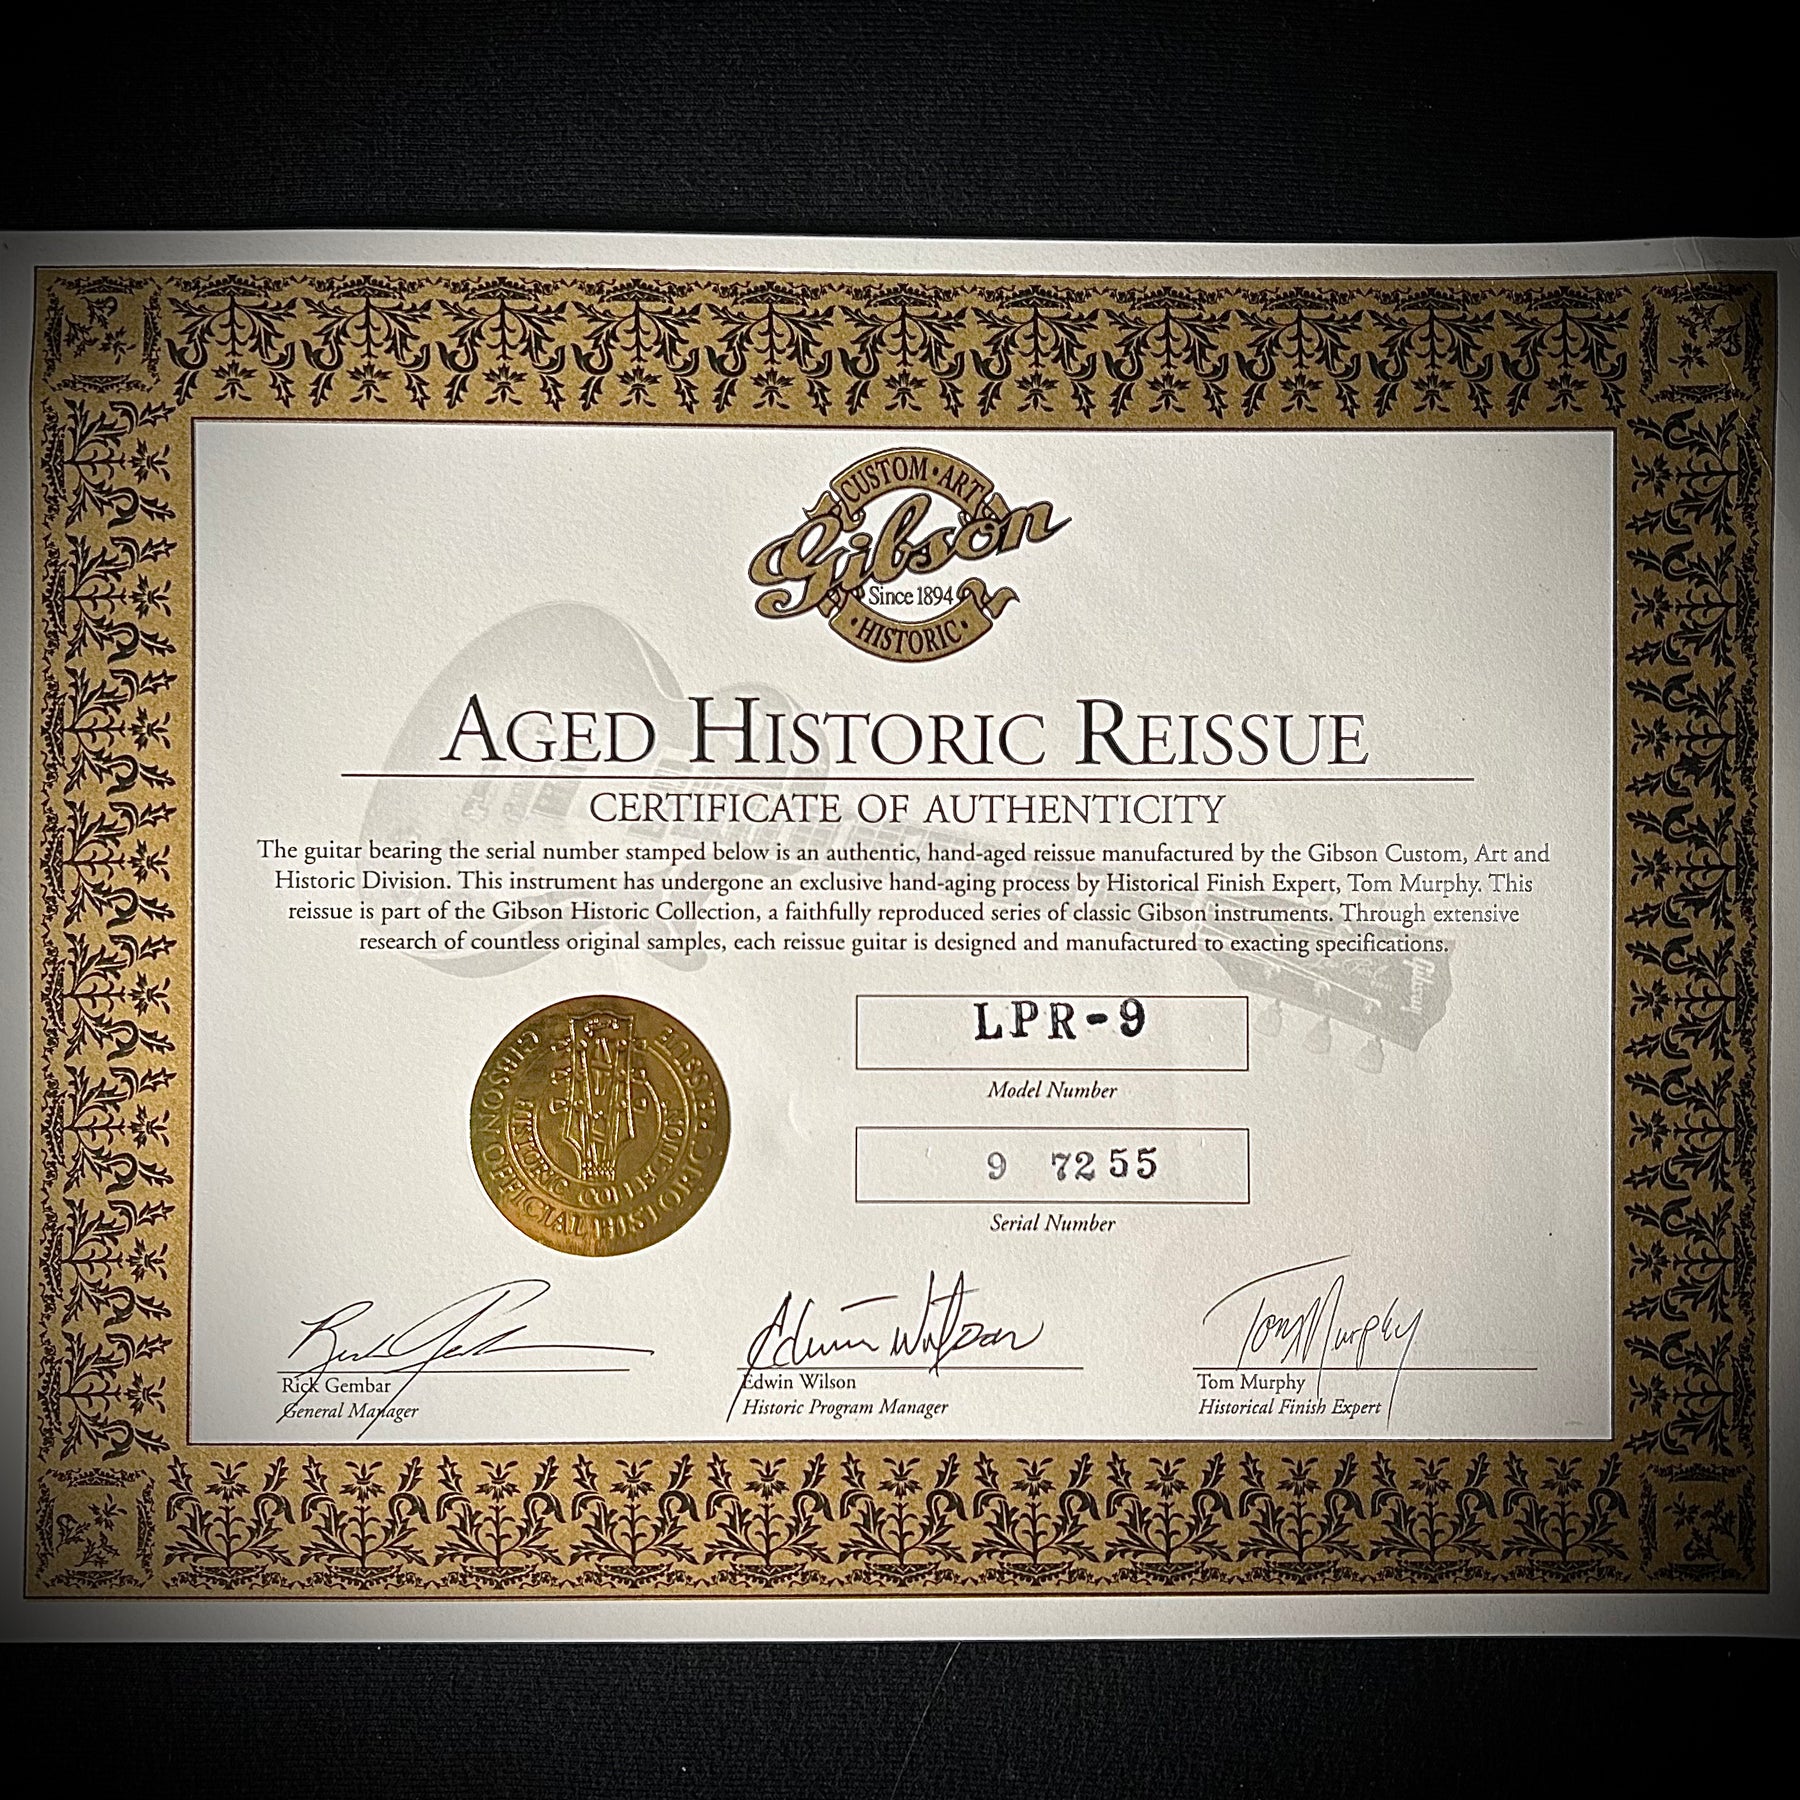 CUSTOM • ART
Gibson
Since 1894
• HISTORIC •
AGED HISTORIC REISSUE
CERTIFICATE OF AUTHENTICITY
The guitar bearing the serial number stamped below is an authentic, hand-aged reissue manufactured by the Gibson Custom, Art and
Historic Division. This instrument has undergone an exclusive hand-aging process by Historical Finish Expert, Tom Murphy. This
reissue is part of the Gibson Historic Collection, a faithfully reproduced series of classic Gibson instruments. Through extensive
research of countless original samples, each reissue guitar is designed and manufactured to exacting specifications.
Gibson
LPR-9
Model Number
GIBSON OFFICIAL HISTORIC REISSUE
HISTORIC COLLECTION
9 7255
Serial Number
Edwin Wilson
Tom Murphy
Rick Gembar
General Manager
Edwin Wilson
Historic Program Manager
Tom Murphy
Historical Finish Expert